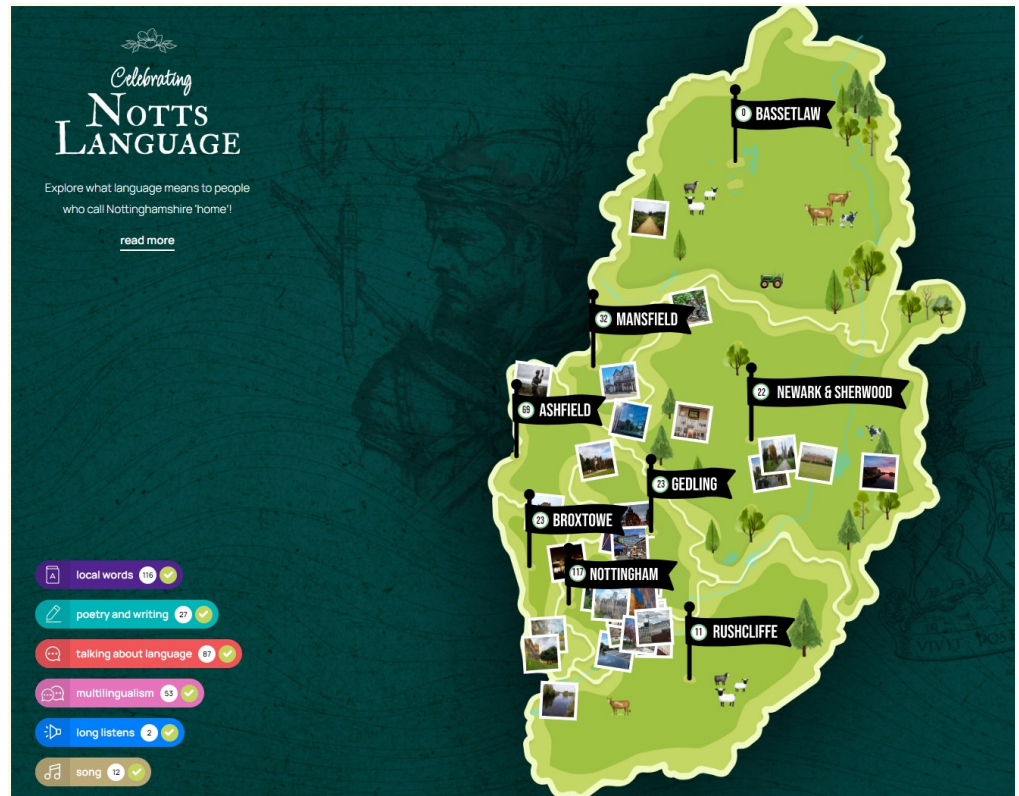 Celebrating
NOTTS
LANGUAGE
Explore what language means to people
who call Nottinghamshire 'home'!
read more
0 BASSETLAW
32 MANSFIELD
22 NEWARK & SHERWOOD
69 ASHFIELD
23 GEDLING
23 BROXTOWE
117 NOTTINGHAM
11 RUSHCLIFFE
A local words 116
poetry and writing 27
talking about language 87
multilingualism 53
long listens 2
song 12
VIVIT POST